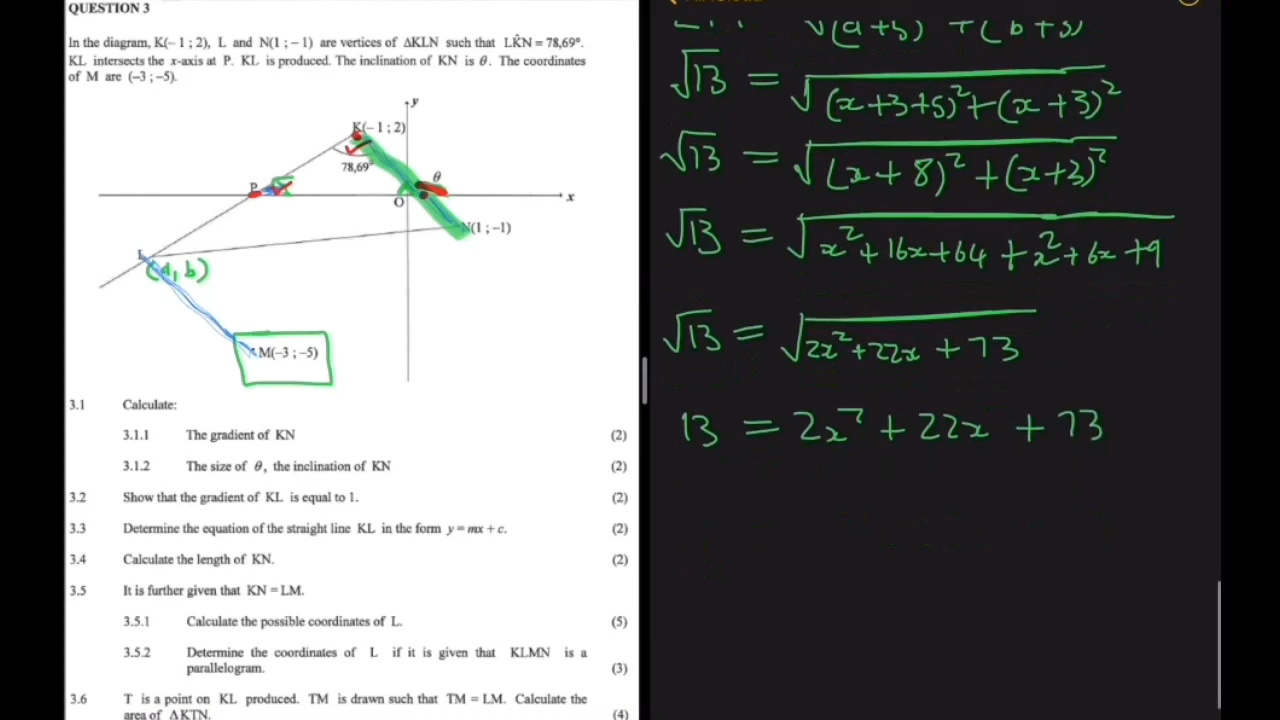 QUESTION 3
In the diagram, K(– 1 ; 2), L and N(1 ; – 1) are vertices of ΔKLN such that LK̂N = 78,69°.
KL intersects the x-axis at P. KL is produced. The inclination of KN is θ. The coordinates
of M are (–3 ; –5).
y
K(– 1 ; 2)
78,69°
θ
P
O
x
N(1 ; –1)
L
(a, b)
M(–3 ; –5)
3.1 Calculate:
3.1.1 The gradient of KN (2)
3.1.2 The size of θ, the inclination of KN (2)
3.2 Show that the gradient of KL is equal to 1. (2)
3.3 Determine the equation of the straight line KL in the form y = mx + c. (2)
3.4 Calculate the length of KN. (2)
3.5 It is further given that KN = LM.
3.5.1 Calculate the possible coordinates of L. (5)
3.5.2 Determine the coordinates of L if it is given that KLMN is a
parallelogram. (3)
3.6 T is a point on KL produced. TM is drawn such that TM = LM. Calculate the
area of ΔKTN. (4)
√13 = √(x+3+5)²+(x+3)²
√13 = √(x+8)²+(x+3)²
√13 = √x²+16x+64+x²+6x+9
√13 = √2x²+22x+73
13 = 2x²+22x+73